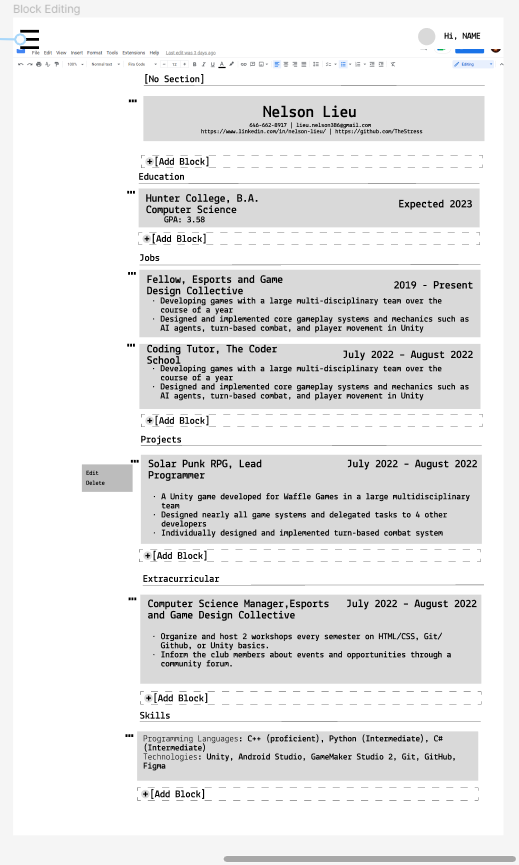 Block Editing
Hi, NAME
File Edit View Insert Format Tools Extensions Help Last edit was 3 days ago
100% Normal text 12 B I U A Editing
[No Section]
Nelson Lieu
646-662-8917 | lieu.nelson386@gmail.com
https://www.linkedin.com/in/nelson-lieu/ | https://github.com/TheStress
+[Add Block]
Education
Hunter College, B.A.
Computer Science
Expected 2023
GPA: 3.58
+[Add Block]
Jobs
Fellow, Esports and Game
Design Collective
2019 - Present
· Developing games with a large multi-disciplinary team over the
course of a year
· Designed and implemented core gameplay systems and mechanics such as
AI agents, turn-based combat, and player movement in Unity
Coding Tutor, The Coder
School
July 2022 - August 2022
· Developing games with a large multi-disciplinary team over the
course of a year
· Designed and implemented core gameplay systems and mechanics such as
AI agents, turn-based combat, and player movement in Unity
+[Add Block]
Projects
Edit
Delete
Solar Punk RPG, Lead
Programmer
July 2022 - August 2022
· A Unity game developed for Waffle Games in a large multidisciplinary
team
· Designed nearly all game systems and delegated tasks to 4 other
developers
· Individually designed and implemented turn-based combat system
+[Add Block]
Extracurricular
Computer Science Manager,Esports
and Game Design Collective
July 2022 - August 2022
· Organize and host 2 workshops every semester on HTML/CSS, Git/
Github, or Unity basics.
· Inform the club members about events and opportunities through a
community forum.
+[Add Block]
Skills
Programming Languages: C++ (proficient), Python (Intermediate), C#
(Intermediate)
Technologies: Unity, Android Studio, GameMaker Studio 2, Git, GitHub,
Figma
+[Add Block]